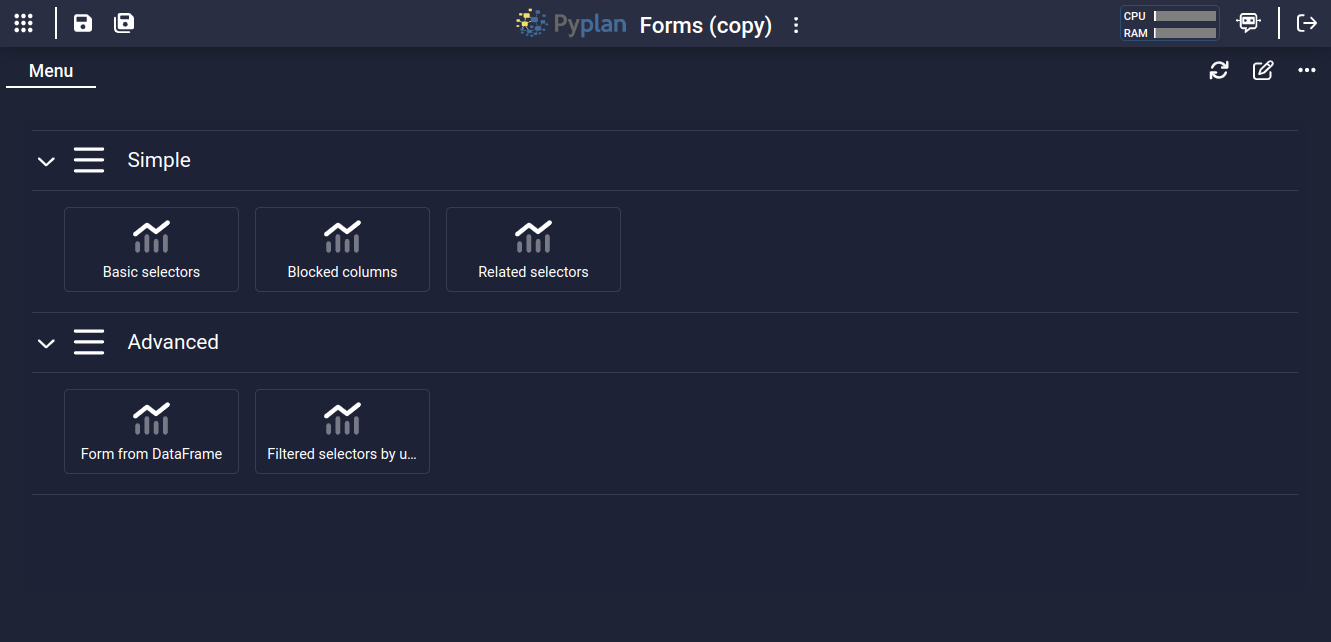 Pyplan Forms (copy)
CPU
RAM
Menu
Simple
Basic selectors
Blocked columns
Related selectors
Advanced
Form from DataFrame
Filtered selectors by u...